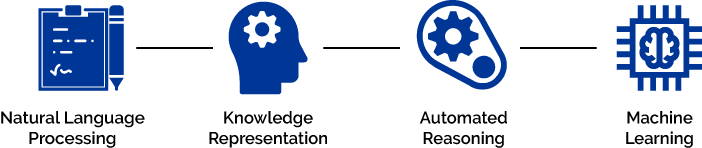 Natural Language
Processing
Knowledge
Representation
Automated
Reasoning
Machine
Learning